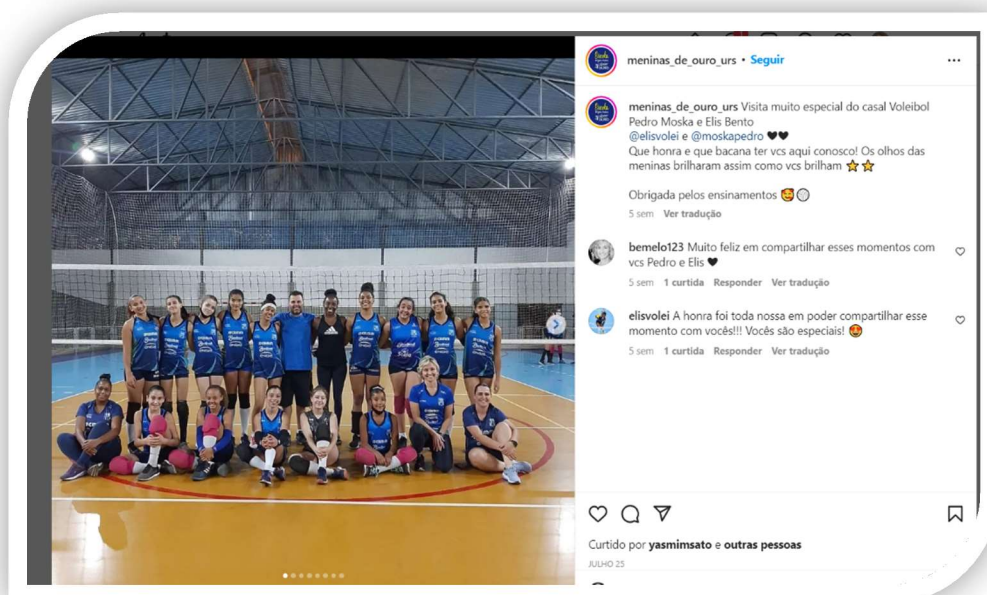 meninas_de_ouro_urs • Seguir
meninas_de_ouro_urs Visita muito especial do casal Voleibol
Pedro Moska e Elis Bento
@elisvolei e @moskapedro 🖤🖤
Que honra e que bacana ter vcs aqui conosco! Os olhos das
meninas brilharam assim como vcs brilham ⭐⭐
Obrigada pelos ensinamentos 🥰🏐
5 sem Ver tradução
bemelo123 Muito feliz em compartilhar esses momentos com
vcs Pedro e Elis 🖤
5 sem 1 curtida Responder Ver tradução
elisvolei A honra foi toda nossa em poder compartilhar esse
momento com vocês!!! Vocês são especiais! 😍
5 sem 1 curtida Responder Ver tradução
Curtido por yasmimsato e outras pessoas
JULHO 25